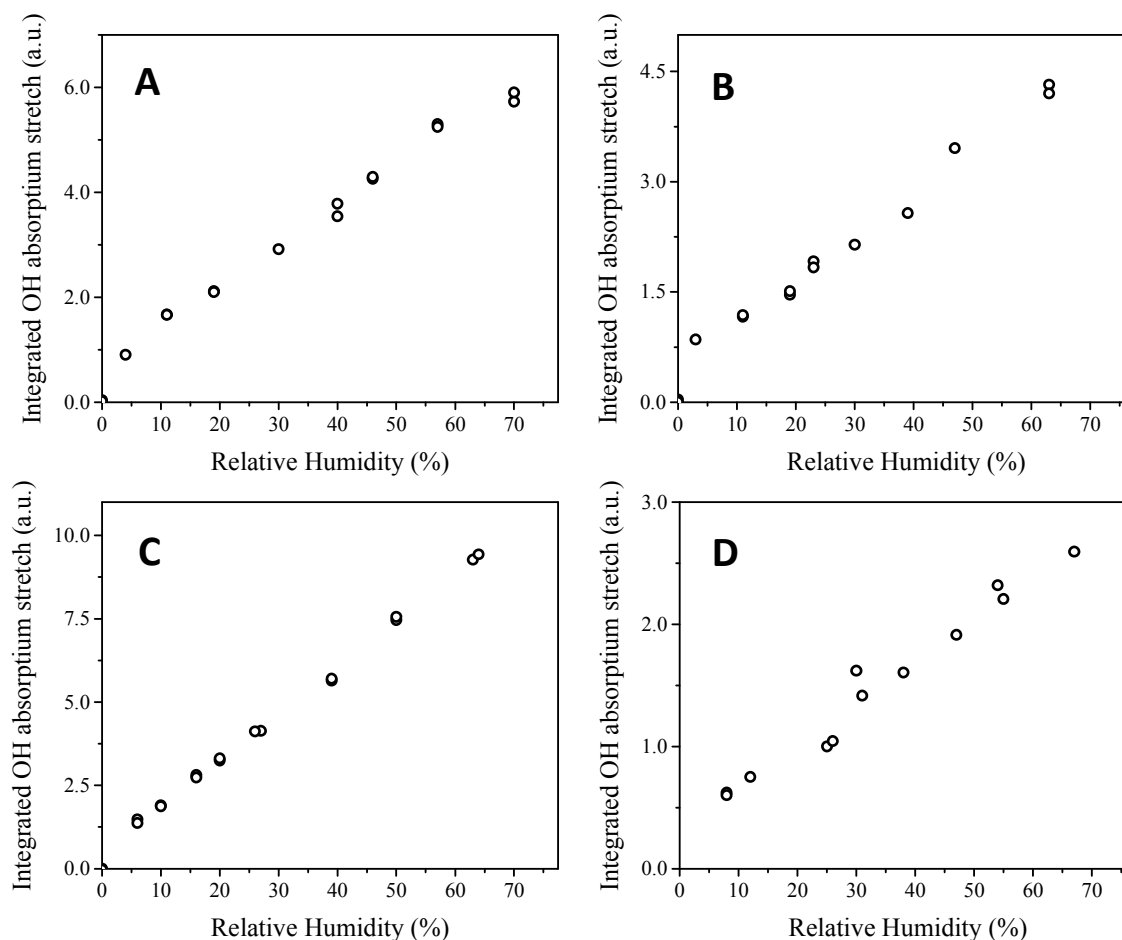 Integrated OH absorptium stretch (a.u.)
A
6.0
4.0
2.0
0.0
0 10 20 30 40 50 60 70
Relative Humidity (%)
Integrated OH absorptium stretch (a.u.)
B
4.5
3.0
1.5
0.0
0 10 20 30 40 50 60 70
Relative Humidity (%)
Integrated OH absorptium stretch (a.u.)
C
10.0
7.5
5.0
2.5
0.0
0 10 20 30 40 50 60 70
Relative Humidity (%)
Integrated OH absorptium stretch (a.u.)
D
3.0
2.0
1.0
0.0
0 10 20 30 40 50 60 70
Relative Humidity (%)